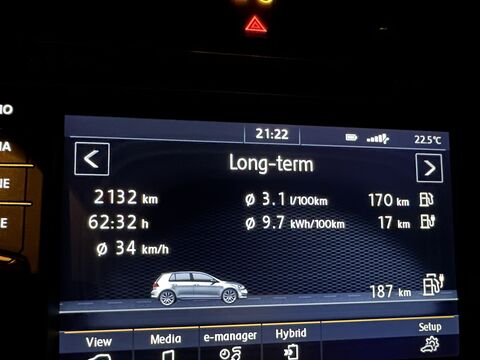 21:22 22.5°C
Long-term
2132 km ø 3.1 l/100km 170 km
62:32 h ø 9.7 kWh/100km 17 km
ø 34 km/h
187 km
View Media e-manager Hybrid Setup